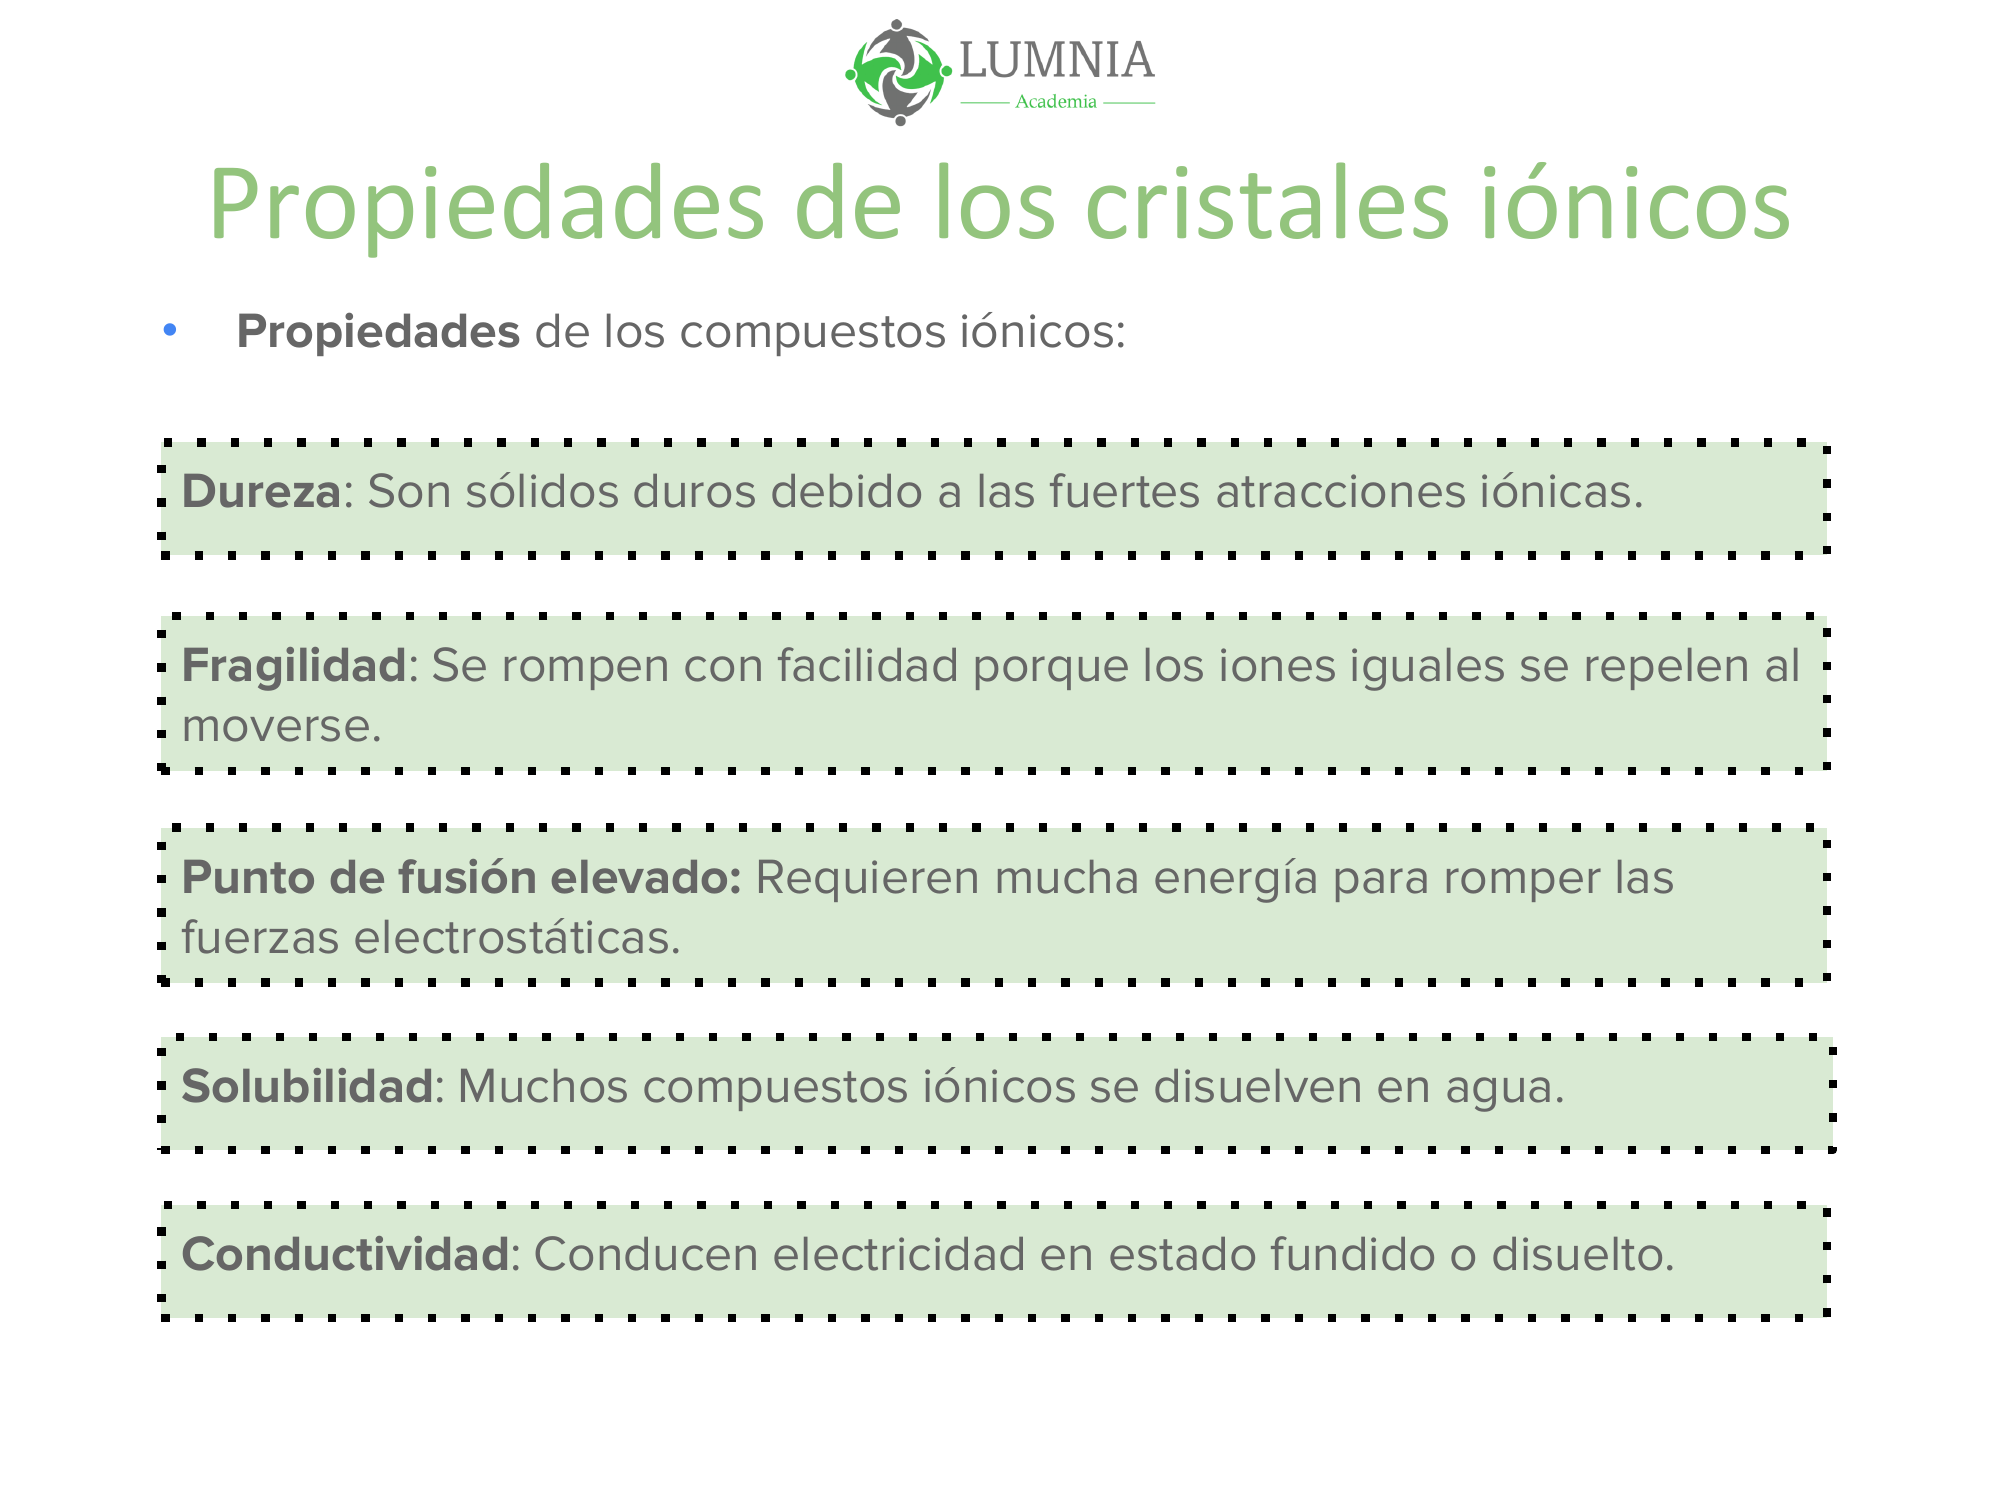 LUMNIA
Academia
Propiedades de los cristales iónicos
• Propiedades de los compuestos iónicos:
Dureza: Son sólidos duros debido a las fuertes atracciones iónicas.
Fragilidad: Se rompen con facilidad porque los iones iguales se repelen al
moverse.
Punto de fusión elevado: Requieren mucha energía para romper las
fuerzas electrostáticas.
Solubilidad: Muchos compuestos iónicos se disuelven en agua.
Conductividad: Conducen electricidad en estado fundido o disuelto.